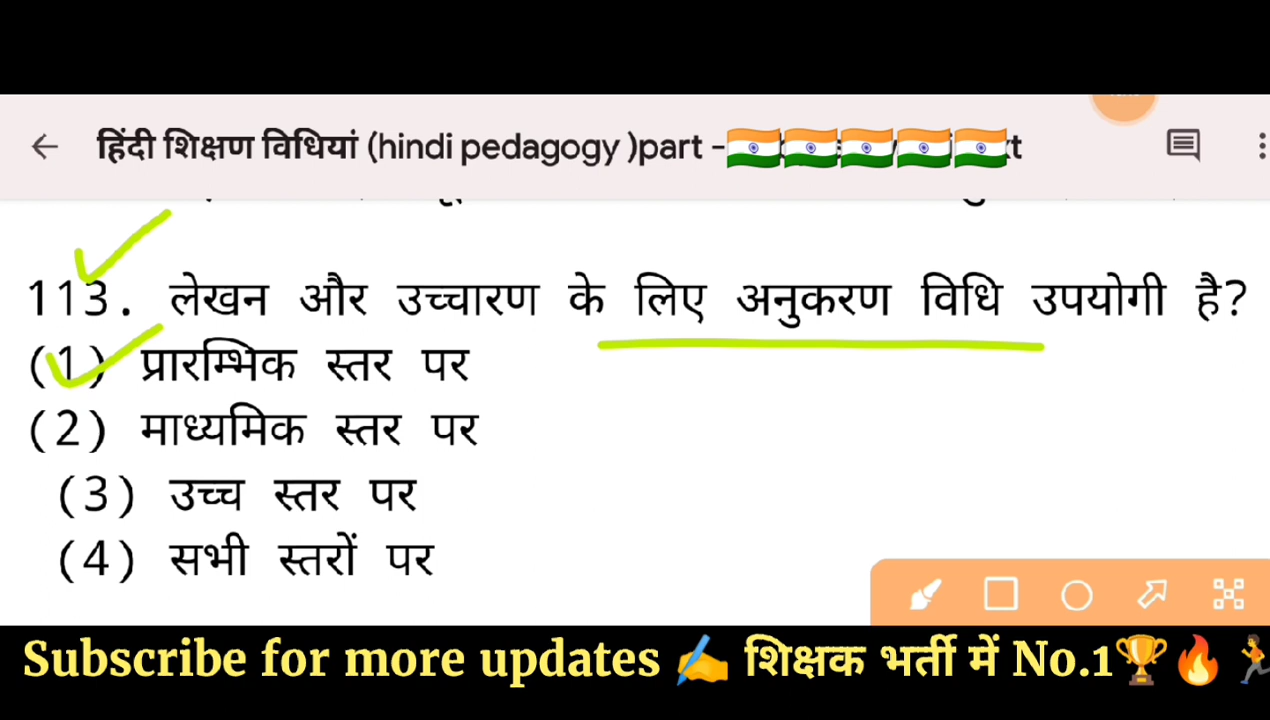 हिंदी शिक्षण विधियां (hindi pedagogy )part -
113. लेखन और उच्चारण के लिए अनुकरण विधि उपयोगी है?
(1) प्रारम्भिक स्तर पर
(2) माध्यमिक स्तर पर
(3) उच्च स्तर पर
(4) सभी स्तरों पर
Subscribe for more updates ✍️ शिक्षक भर्ती में No.1🏆🔥🏃